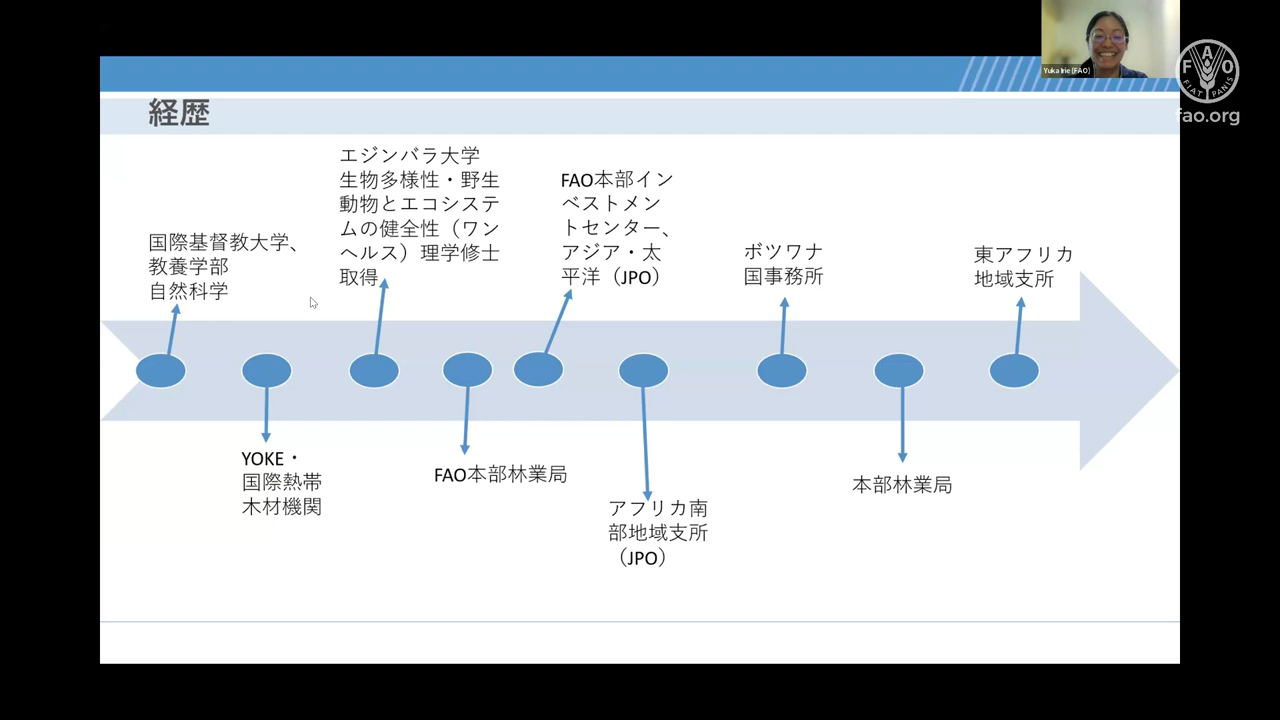 Yuka Irie (FAO)
F A O
FIAT PANIS
fao.org
経歴
国際基督教大学、
教養学部
自然科学
YOKE・
国際熱帯
木材機関
エジンバラ大学
生物多様性・野生
動物とエコシステ
ムの健全性（ワン
ヘルス）理学修士
取得
FAO本部林業局
FAO本部イン
ベストメン
トセンター、
アジア・太
平洋（JPO）
アフリカ南
部地域支所
（JPO）
ボツワナ
国事務所
本部林業局
東アフリカ
地域支所